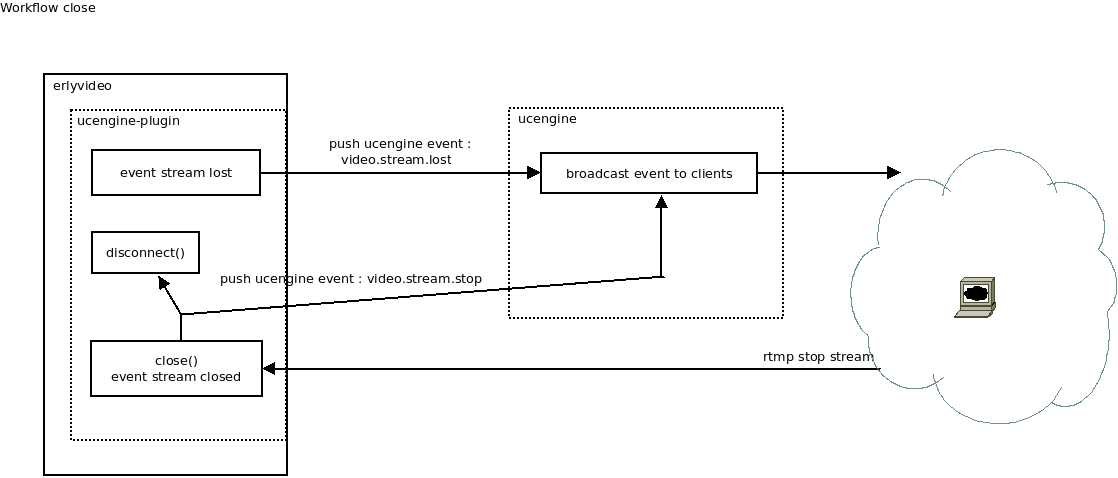 Workflow close
erlyvideo
ucengine-plugin
event stream lost
push ucengine event :
video.stream.lost
ucengine
broadcast event to clients
disconnect()
push ucengine event : video.stream.stop
close()
event stream closed
rtmp stop stream